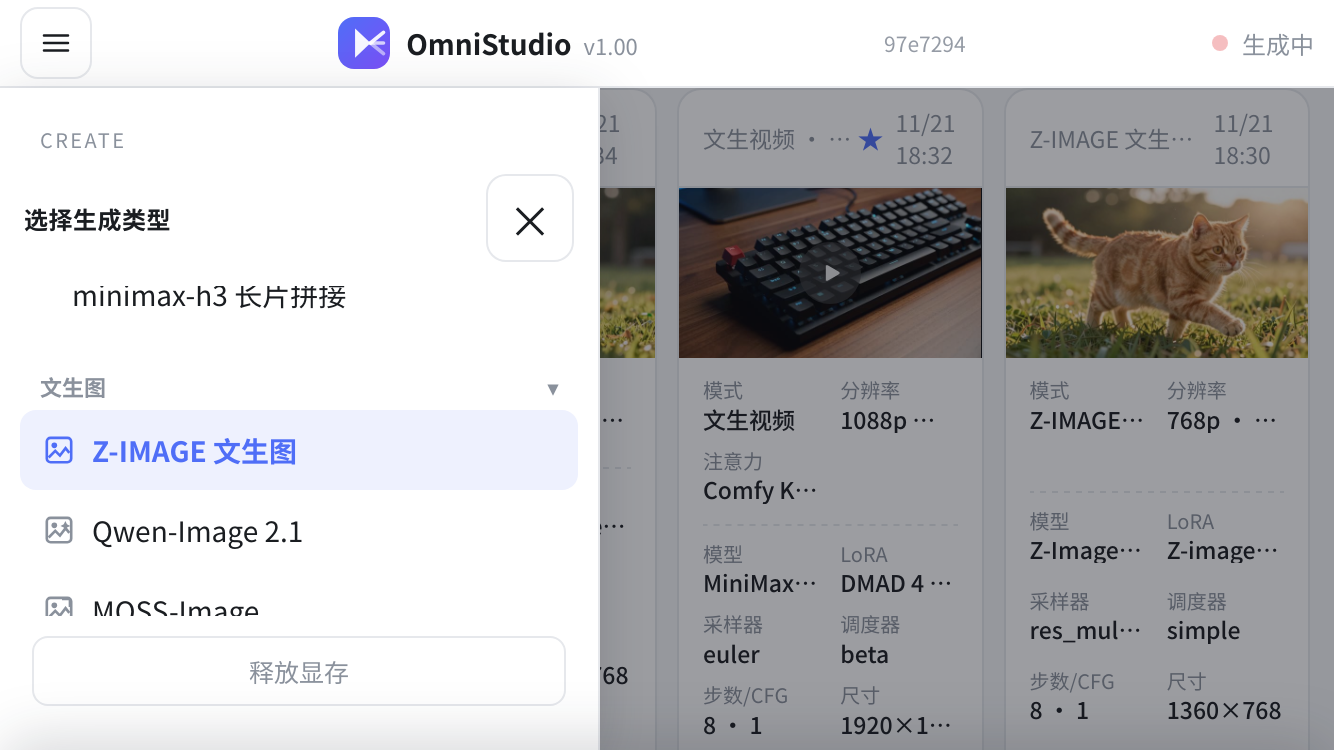 OmniStudio v1.00
97e7294
生成中
CREATE
选择生成类型
minimax-h3 长片拼接
文生图
Z-IMAGE 文生图
Qwen-Image 2.1
MOSS-Image
释放显存
21
34
···
768
文生视频 · ···
11/21
18:32
模式
文生视频
分辨率
1088p ···
注意力
Comfy K···
模型
MiniMax···
LoRA
DMAD 4 ···
采样器
euler
调度器
beta
步数/CFG
8 · 1
尺寸
1920×1···
Z-IMAGE 文生···
11/21
18:30
模式
Z-IMAGE···
分辨率
768p · ···
模型
Z-Image···
LoRA
Z-image···
采样器
res_mul···
调度器
simple
步数/CFG
8 · 1
尺寸
1360×768